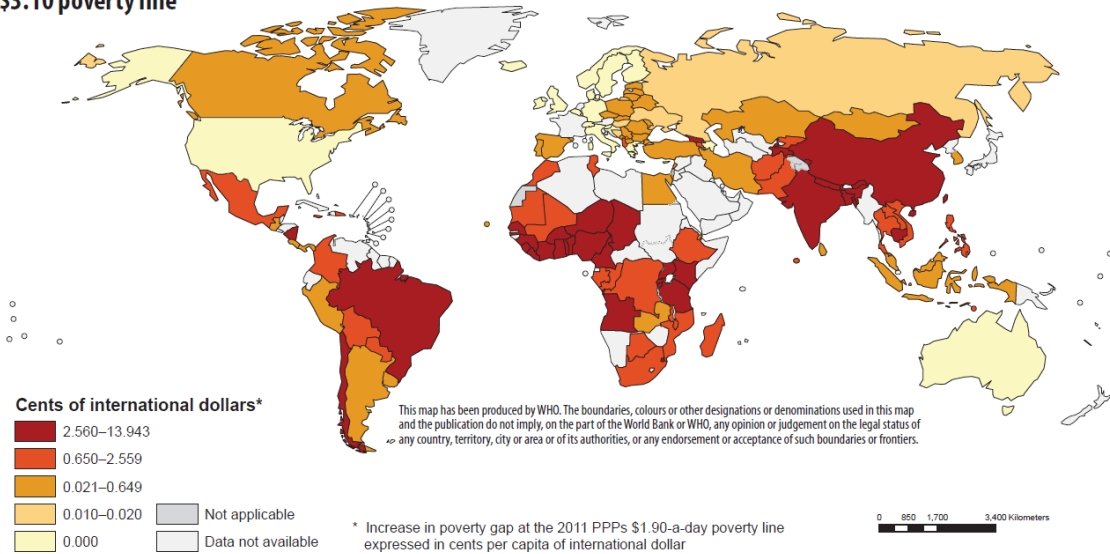 $3.10 poverty line
Cents of international dollars*
2.560–13.943
0.650–2.559
0.021–0.649
0.010–0.020
0.000
Not applicable
Data not available
This map has been produced by WHO. The boundaries, colours or other designations or denominations used in this map
and the publication do not imply, on the part of the World Bank or WHO, any opinion or judgement on the legal status of
any country, territory, city or area or of its authorities, or any endorsement or acceptance of such boundaries or frontiers.
* Increase in poverty gap at the 2011 PPPs $1.90-a-day poverty line
expressed in cents per capita of international dollar
0 850 1,700 3,400 Kilometers